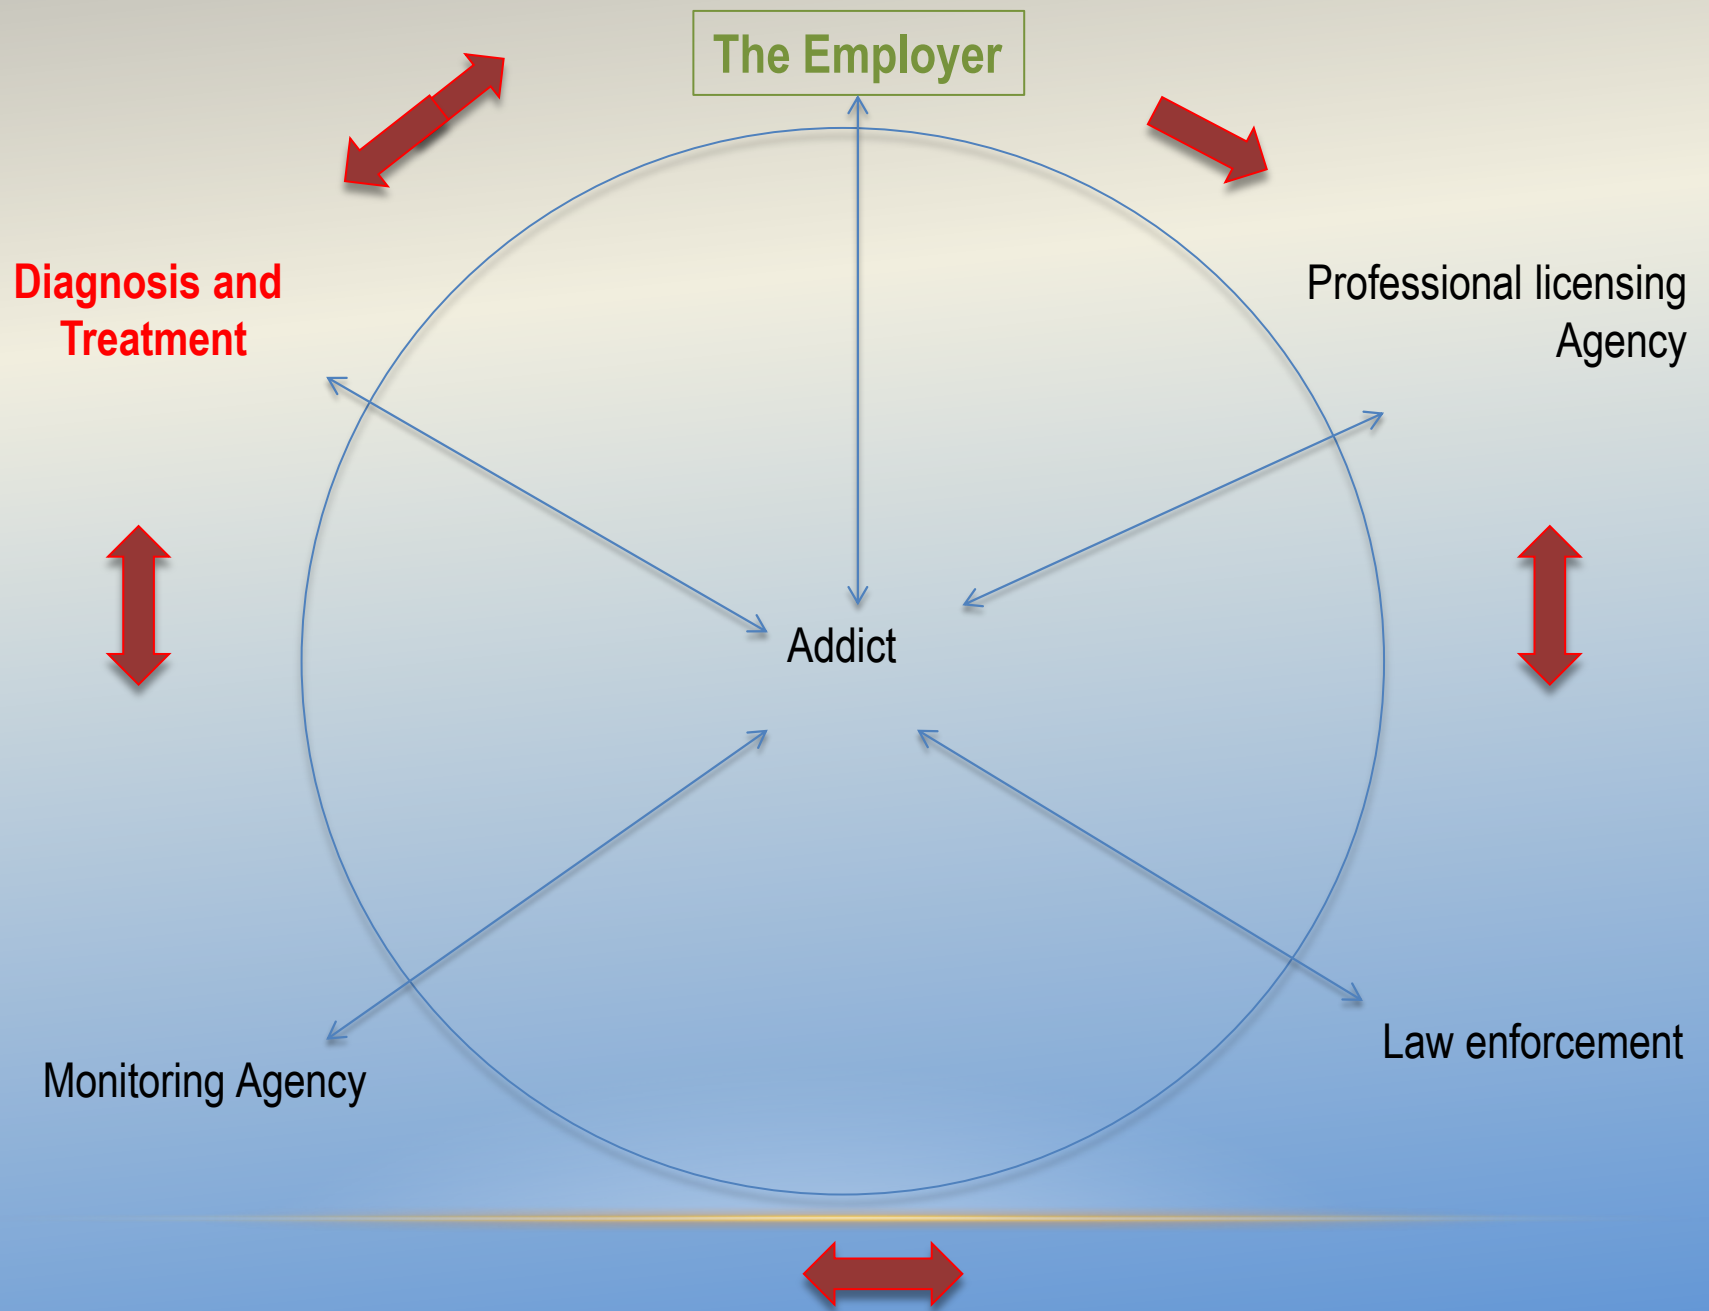 The Employer
Diagnosis and
Treatment
Professional licensing
Agency
Addict
Law enforcement
Monitoring Agency